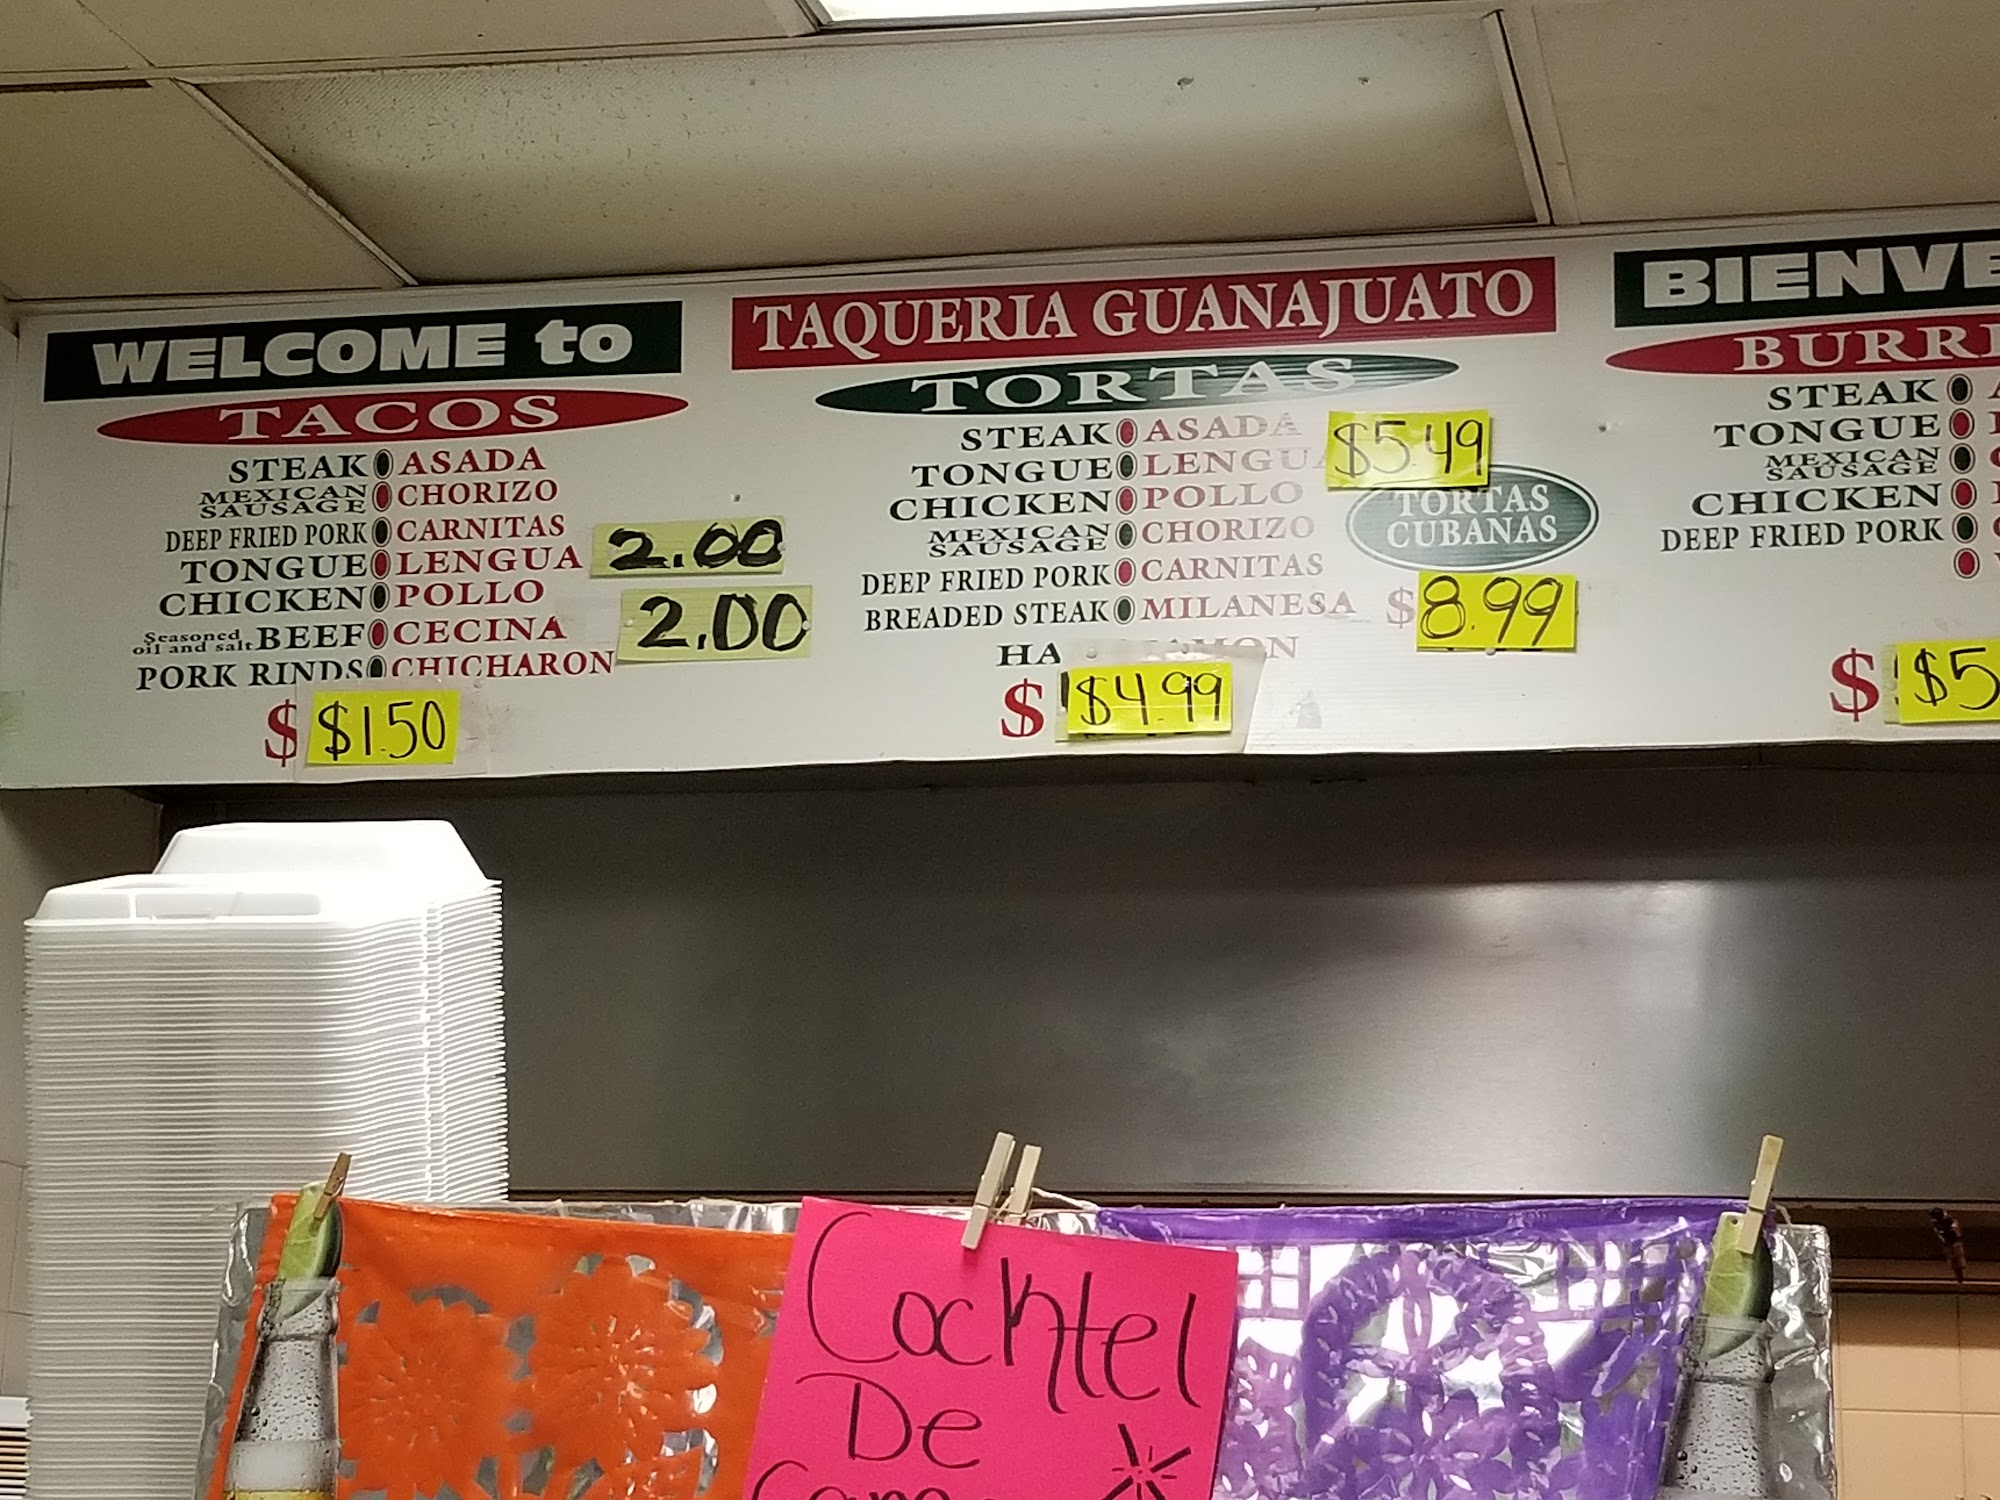 WELCOME to
TACOS
STEAK ASADA
MEXICAN SAUSAGE CHORIZO
DEEP FRIED PORK CARNITAS
TONGUE LENGUA 2.00
CHICKEN POLLO
Seasoned oil and salt BEEF CECINA 2.00
PORK RINDS CHICHARON
$ $1.50
TAQUERIA GUANAJUATO
TORTAS
STEAK ASADA
TONGUE LENGUA $5.49
CHICKEN POLLO
MEXICAN SAUSAGE CHORIZO
DEEP FRIED PORK CARNITAS
BREADED STEAK MILANESA
$ $4.99
TORTAS
CUBANAS
$8.99
BIENVE
BURRI
STEAK
TONGUE
MEXICAN SAUSAGE
CHICKEN
DEEP FRIED PORK
$ $5
Cocktel
De